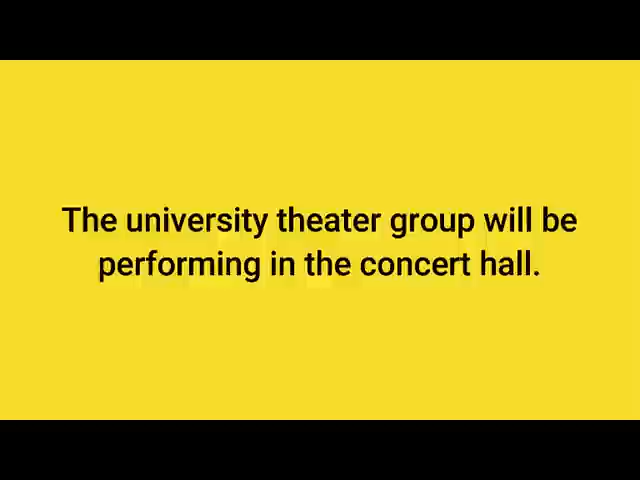 The university theater group will be
performing in the concert hall.